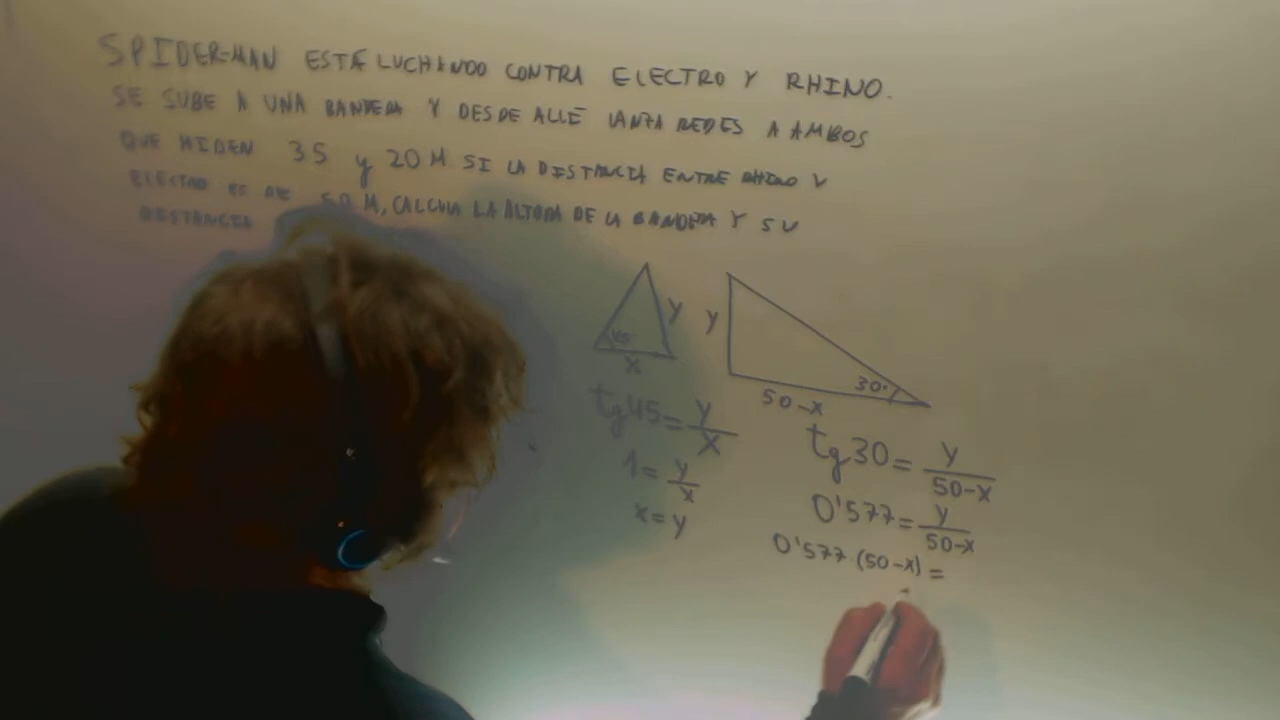 SPIDER-MAN ESTÁ LUCHANDO CONTRA ELECTRO Y RHINO.
SE SUBE A UNA BANDERA Y DESDE ALLÍ LANZA REDES A AMBOS
QUE MIDEN 35 y 20 M SI LA DISTANCIA ENTRE RHINO Y
ELECTRO ES DE 50 M, CALCULA LA ALTURA DE LA BANDERA Y SU
DISTANCIA
45
x
y
y
30°
50-x
tg45=y/x
1=y/x
x=y
tg30=y/50-x
0'577=y/50-x
0'577(50-x)=